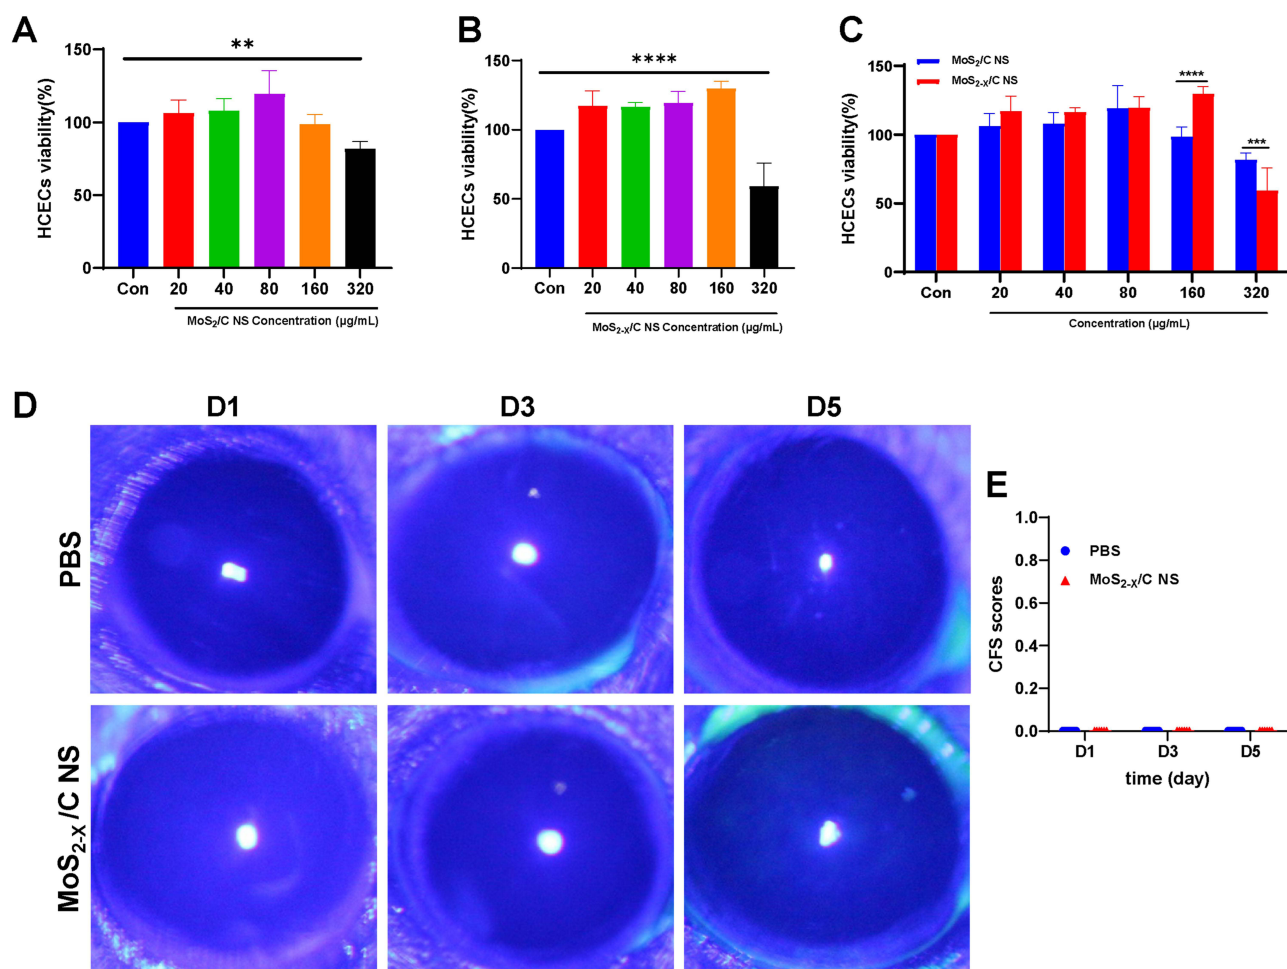 A
**
150
100
50
0
HCECs viability(%)
Con 20 40 80 160 320
MoS2/C NS Concentration (µg/mL)
B
****
150
100
50
0
HCECs viability(%)
Con 20 40 80 160 320
MoS2-X/C NS Concentration (µg/mL)
C
MoS2/C NS
MoS2-X/C NS
****
***
150
100
50
0
HCECs viability(%)
Con 20 40 80 160 320
Concentration (µg/mL)
D
D1 D3 D5
PBS
MoS2-X/C NS
E
PBS
MoS2-X/C NS
1.0
0.8
0.6
0.4
0.2
0.0
CFS scores
D1 D3 D5
time (day)